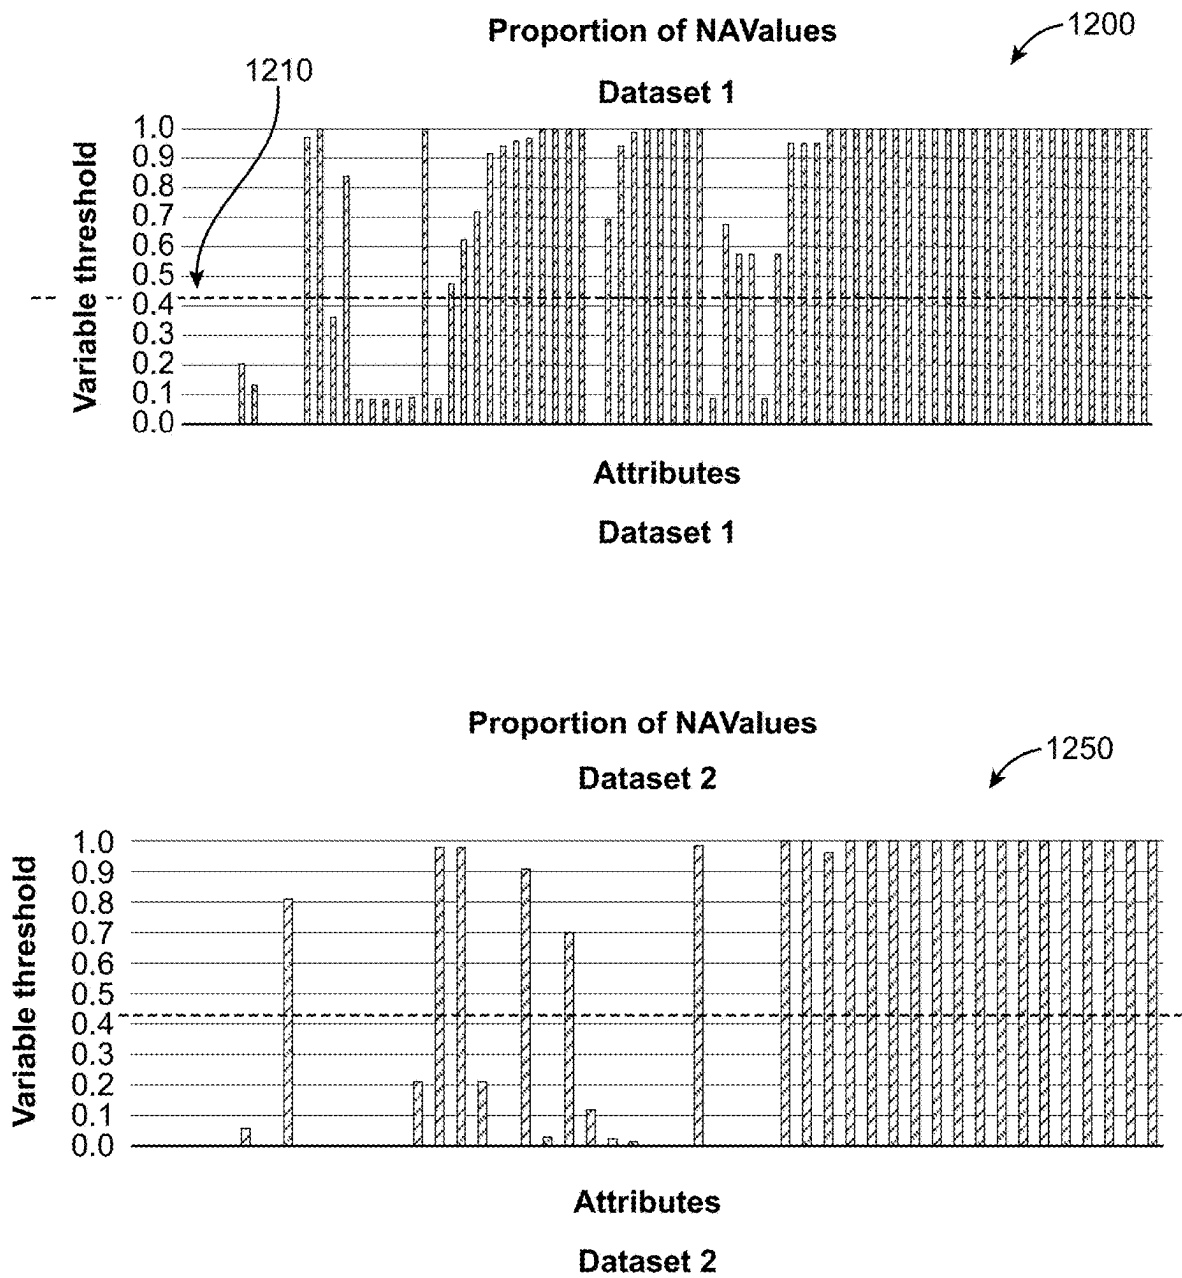 Proportion of NAValues
1200
1210
Dataset 1
Variable threshold
1.0
0.9
0.8
0.7
0.6
0.5
0.4
0.3
0.2
0.1
0.0
Attributes
Dataset 1
Proportion of NAValues
1250
Dataset 2
Variable threshold
1.0
0.9
0.8
0.7
0.6
0.5
0.4
0.3
0.2
0.1
0.0
Attributes
Dataset 2